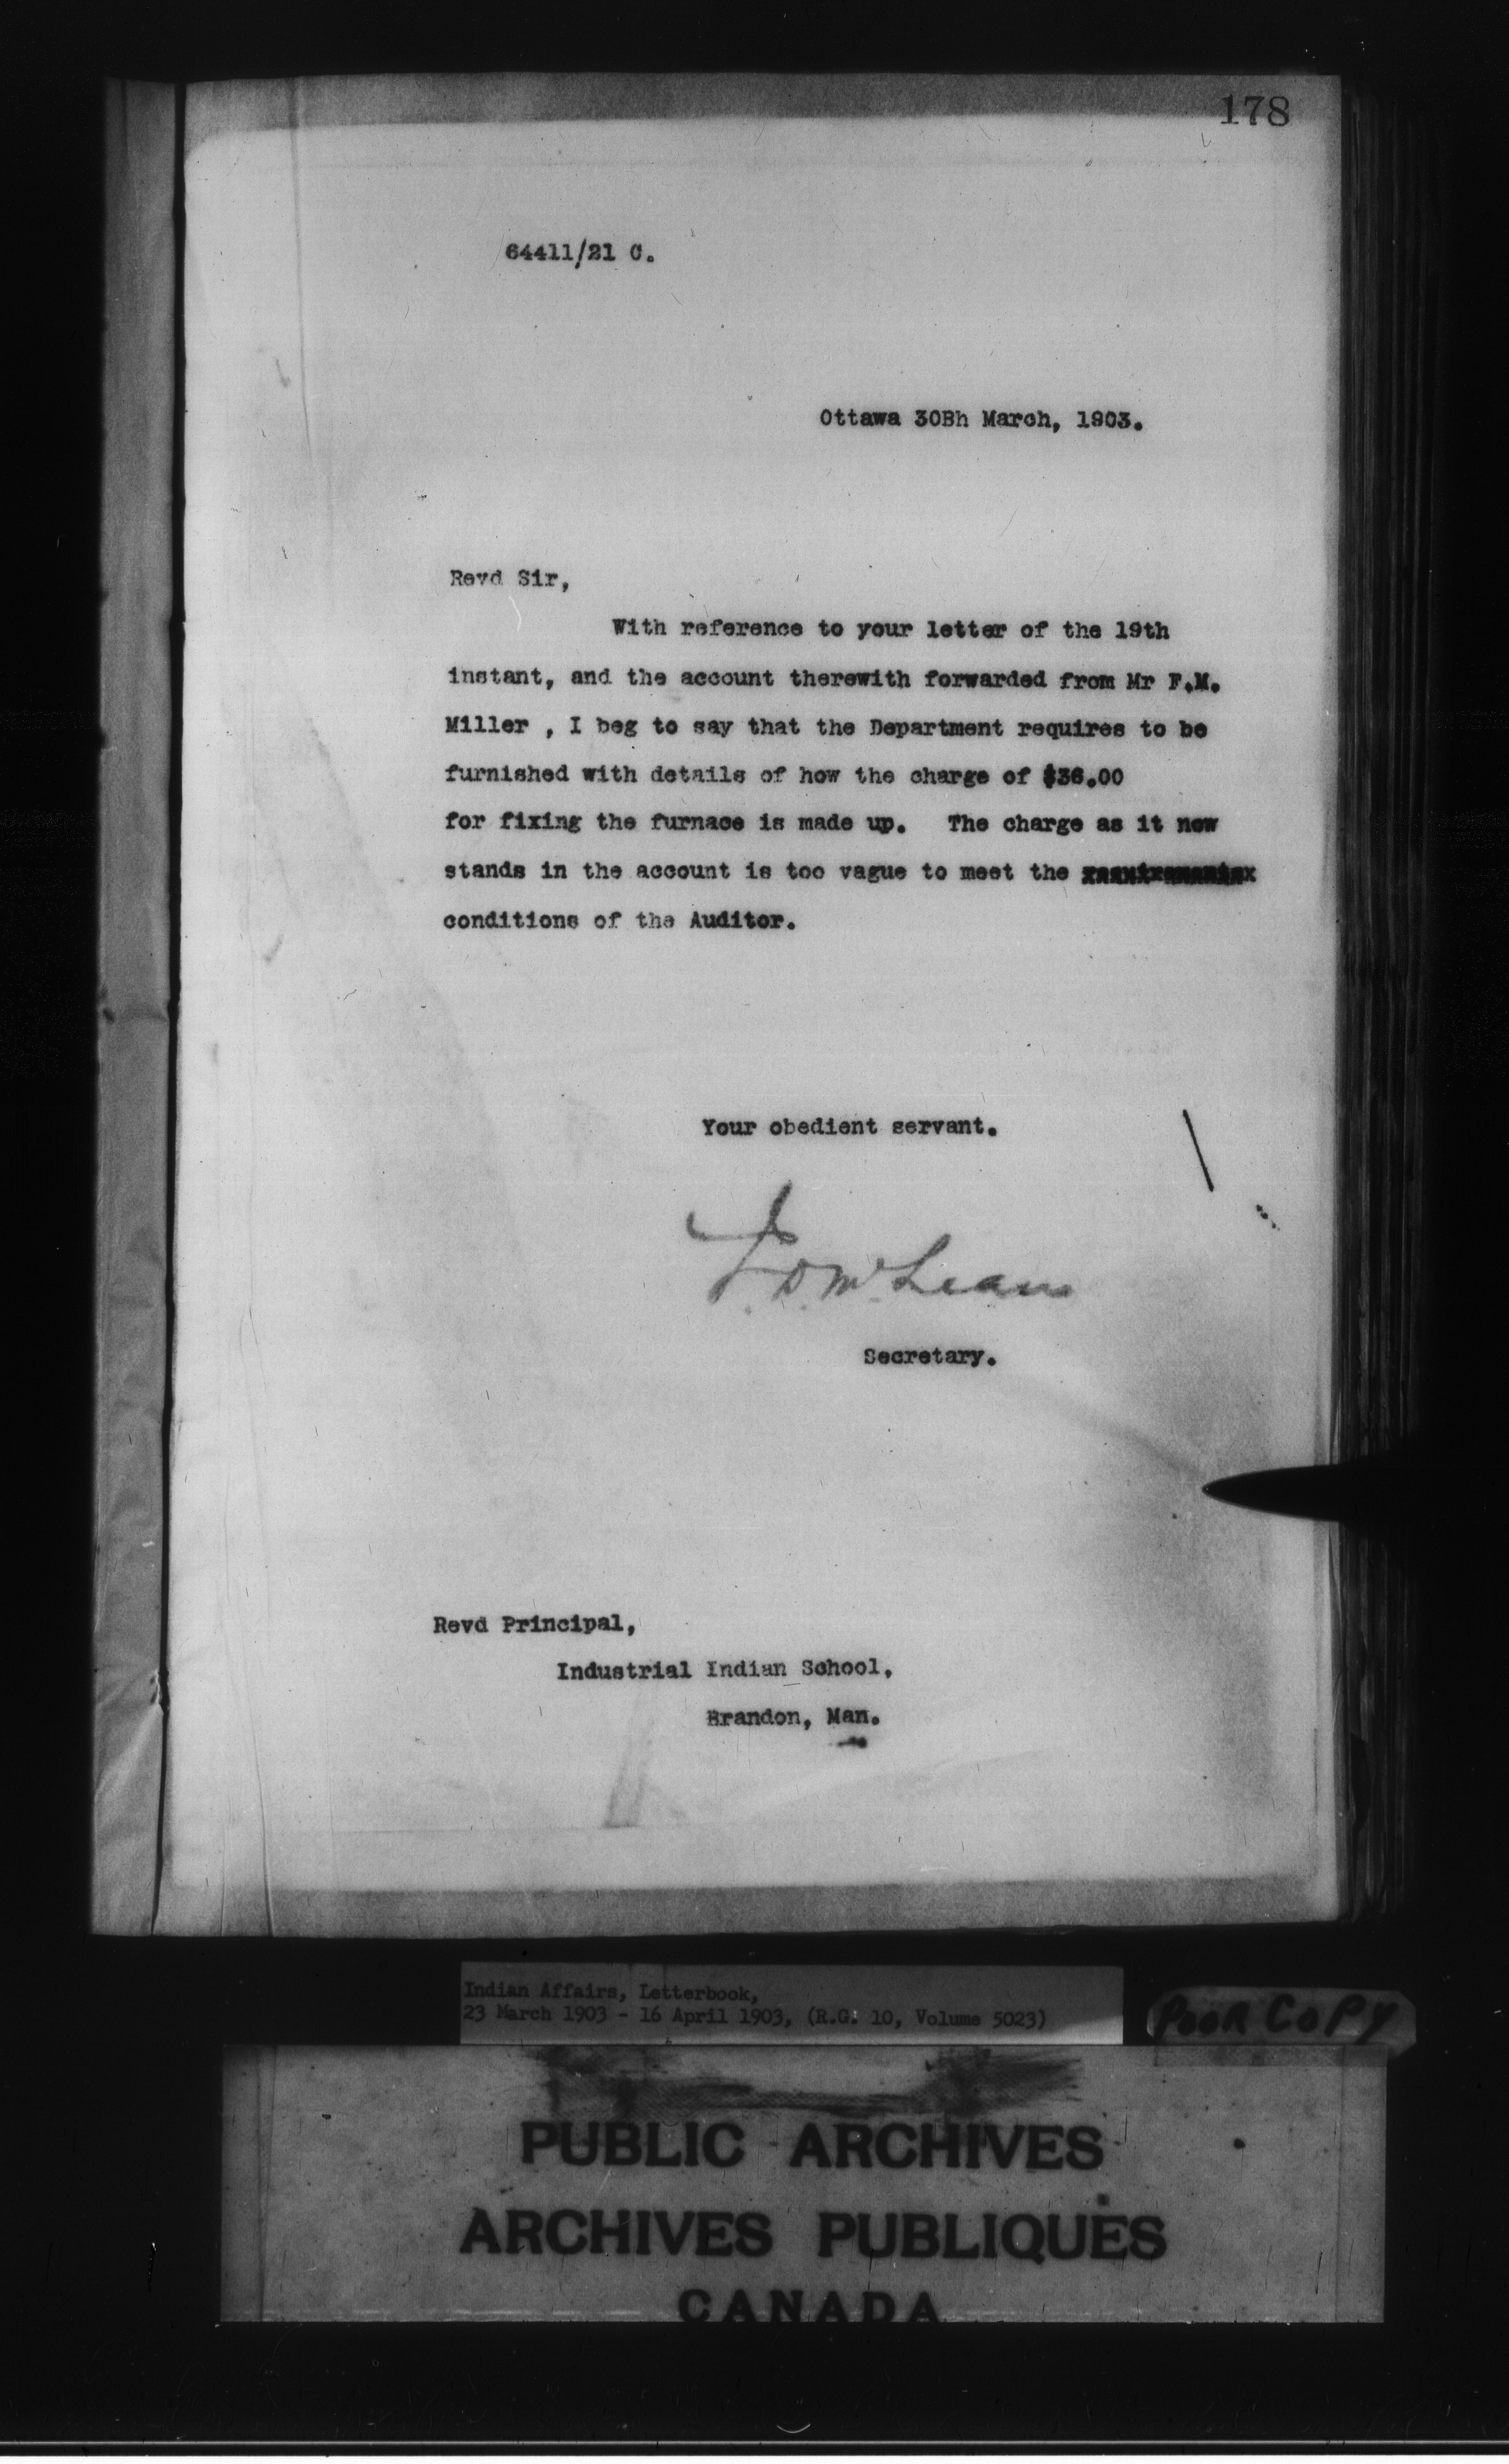 178
64411/21 C.
Ottawa 30Bh March, 1903.
Revd Sir,
With reference to your letter of the 19th
instant, and the account therewith forwarded from Mr F.M.
Miller , I beg to say that the Department requires to be
furnished with details of how the charge of $36.00
for fixing the furnace is made up. The charge as it now
stands in the account is too vague to meet the
conditions of the Auditor.
Your obedient servant.
J. D. McLean
Secretary.
Revd Principal,
Industrial Indian School,
Brandon, Man.
Indian Affairs, Letterbook,
23 March 1903 - 16 April 1903, (R.G. 10, Volume 5023)
POOR COPY
PUBLIC ARCHIVES
ARCHIVES PUBLIQUES
CANADA